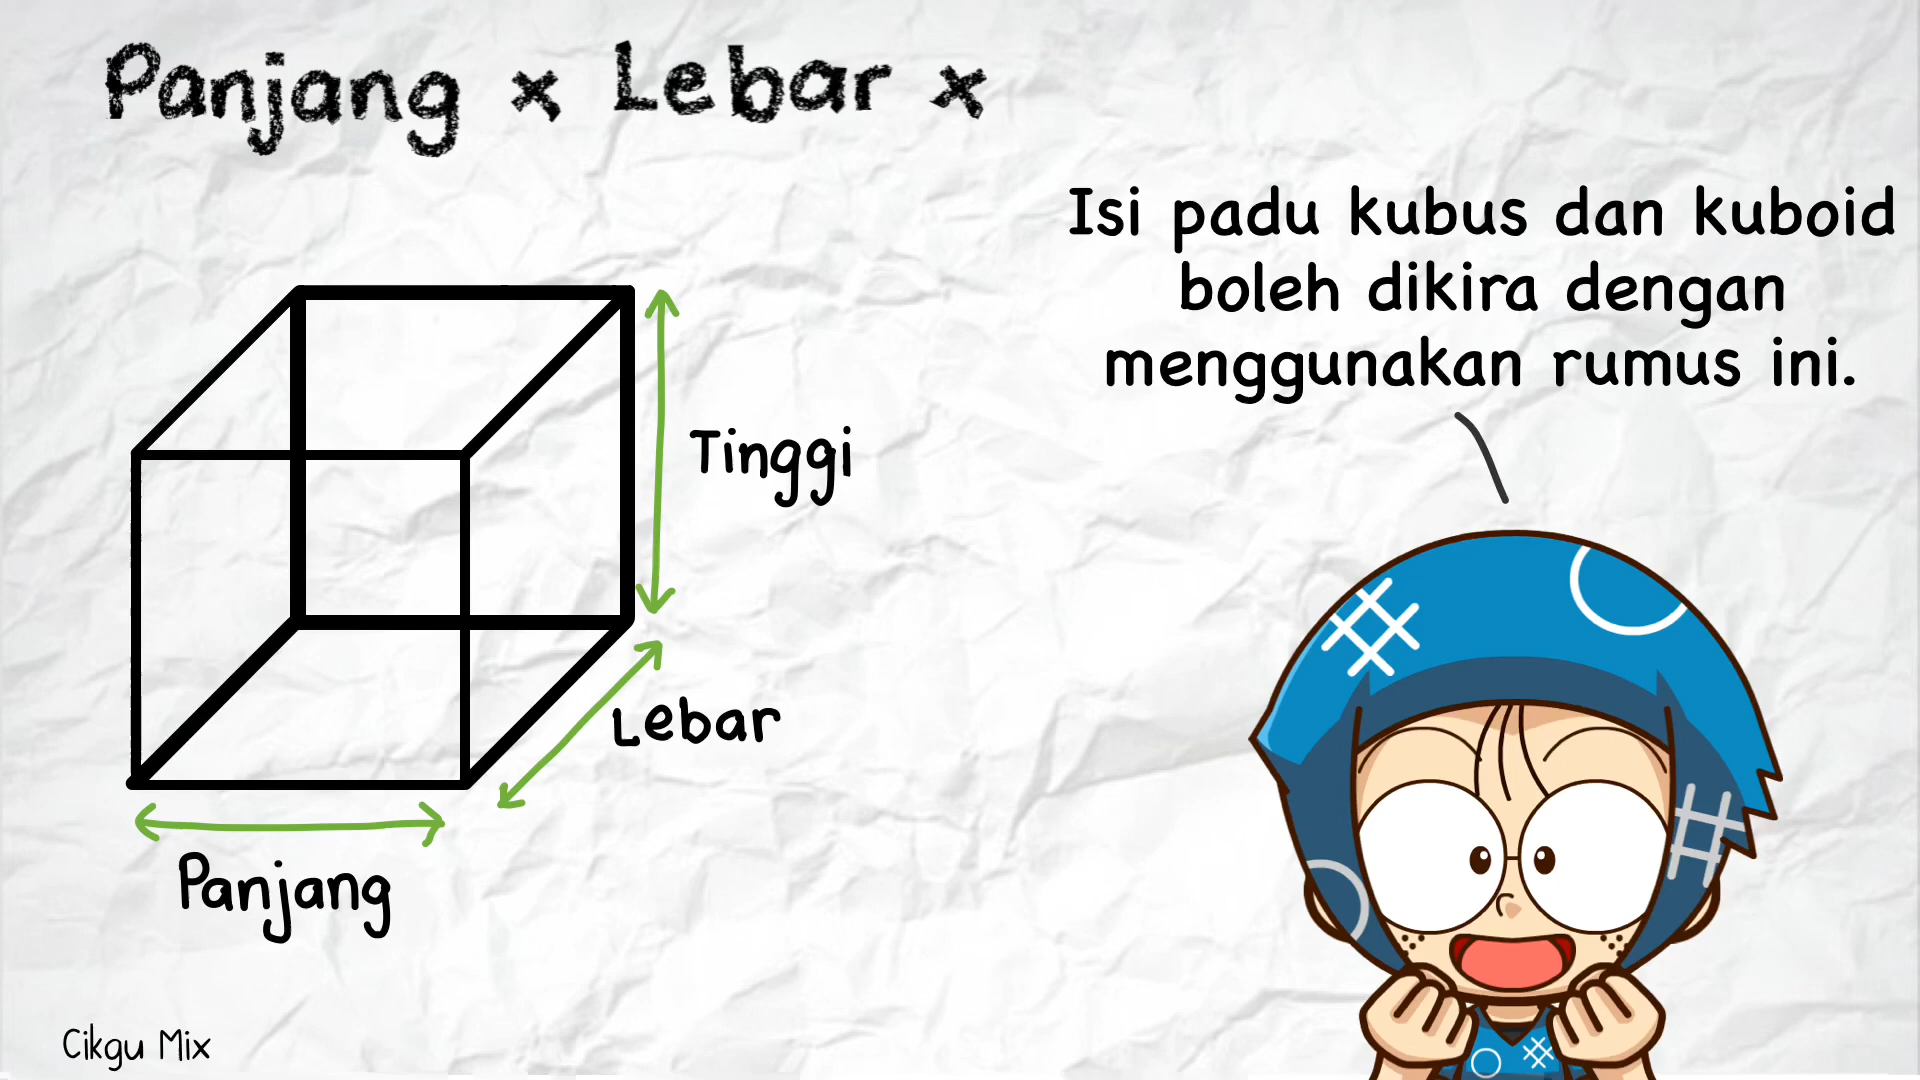 Panjang × Lebar ×
Isi padu kubus dan kuboid
boleh dikira dengan
menggunakan rumus ini.
Tinggi
Lebar
Panjang
Cikgu Mix